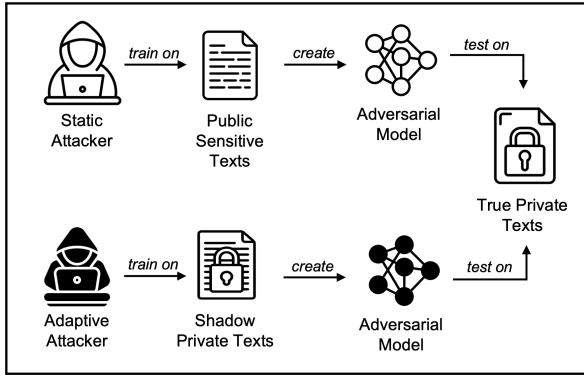 train on
create
test on
Static
Attacker
Public
Sensitive
Texts
Adversarial
Model
True Private
Texts
train on
create
test on
Adaptive
Attacker
Shadow
Private Texts
Adversarial
Model